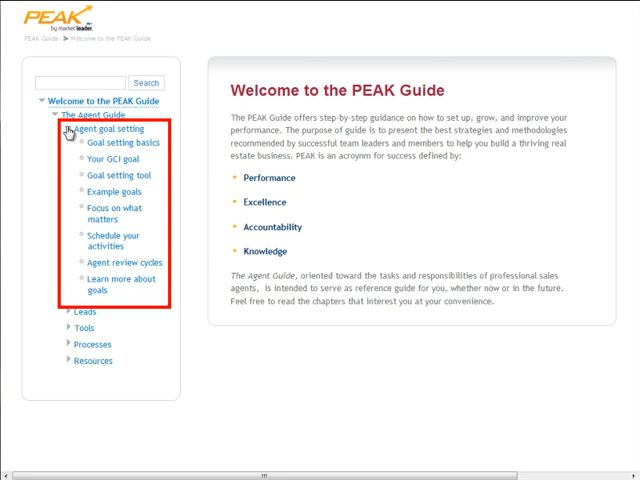 PEAK
by market leader.
PEAK Guide > Welcome to the PEAK Guide
Search
Welcome to the PEAK Guide
The Agent Guide
Agent goal setting
Goal setting basics
Your GCI goal
Goal setting tool
Example goals
Focus on what
matters
Schedule your
activities
Agent review cycles
Learn more about
goals
Leads
Tools
Processes
Resources
Welcome to the PEAK Guide
The PEAK Guide offers step-by-step guidance on how to set up, grow, and improve your
performance. The purpose of guide is to present the best strategies and methodologies
recommended by successful team leaders and members to help you build a thriving real
estate business. PEAK is an acroynm for success defined by:
Performance
Excellence
Accountability
Knowledge
The Agent Guide, oriented toward the tasks and responsibilities of professional sales
agents, is intended to serve as reference guide for you, whether now or in the future.
Feel free to read the chapters that interest you at your convenience.